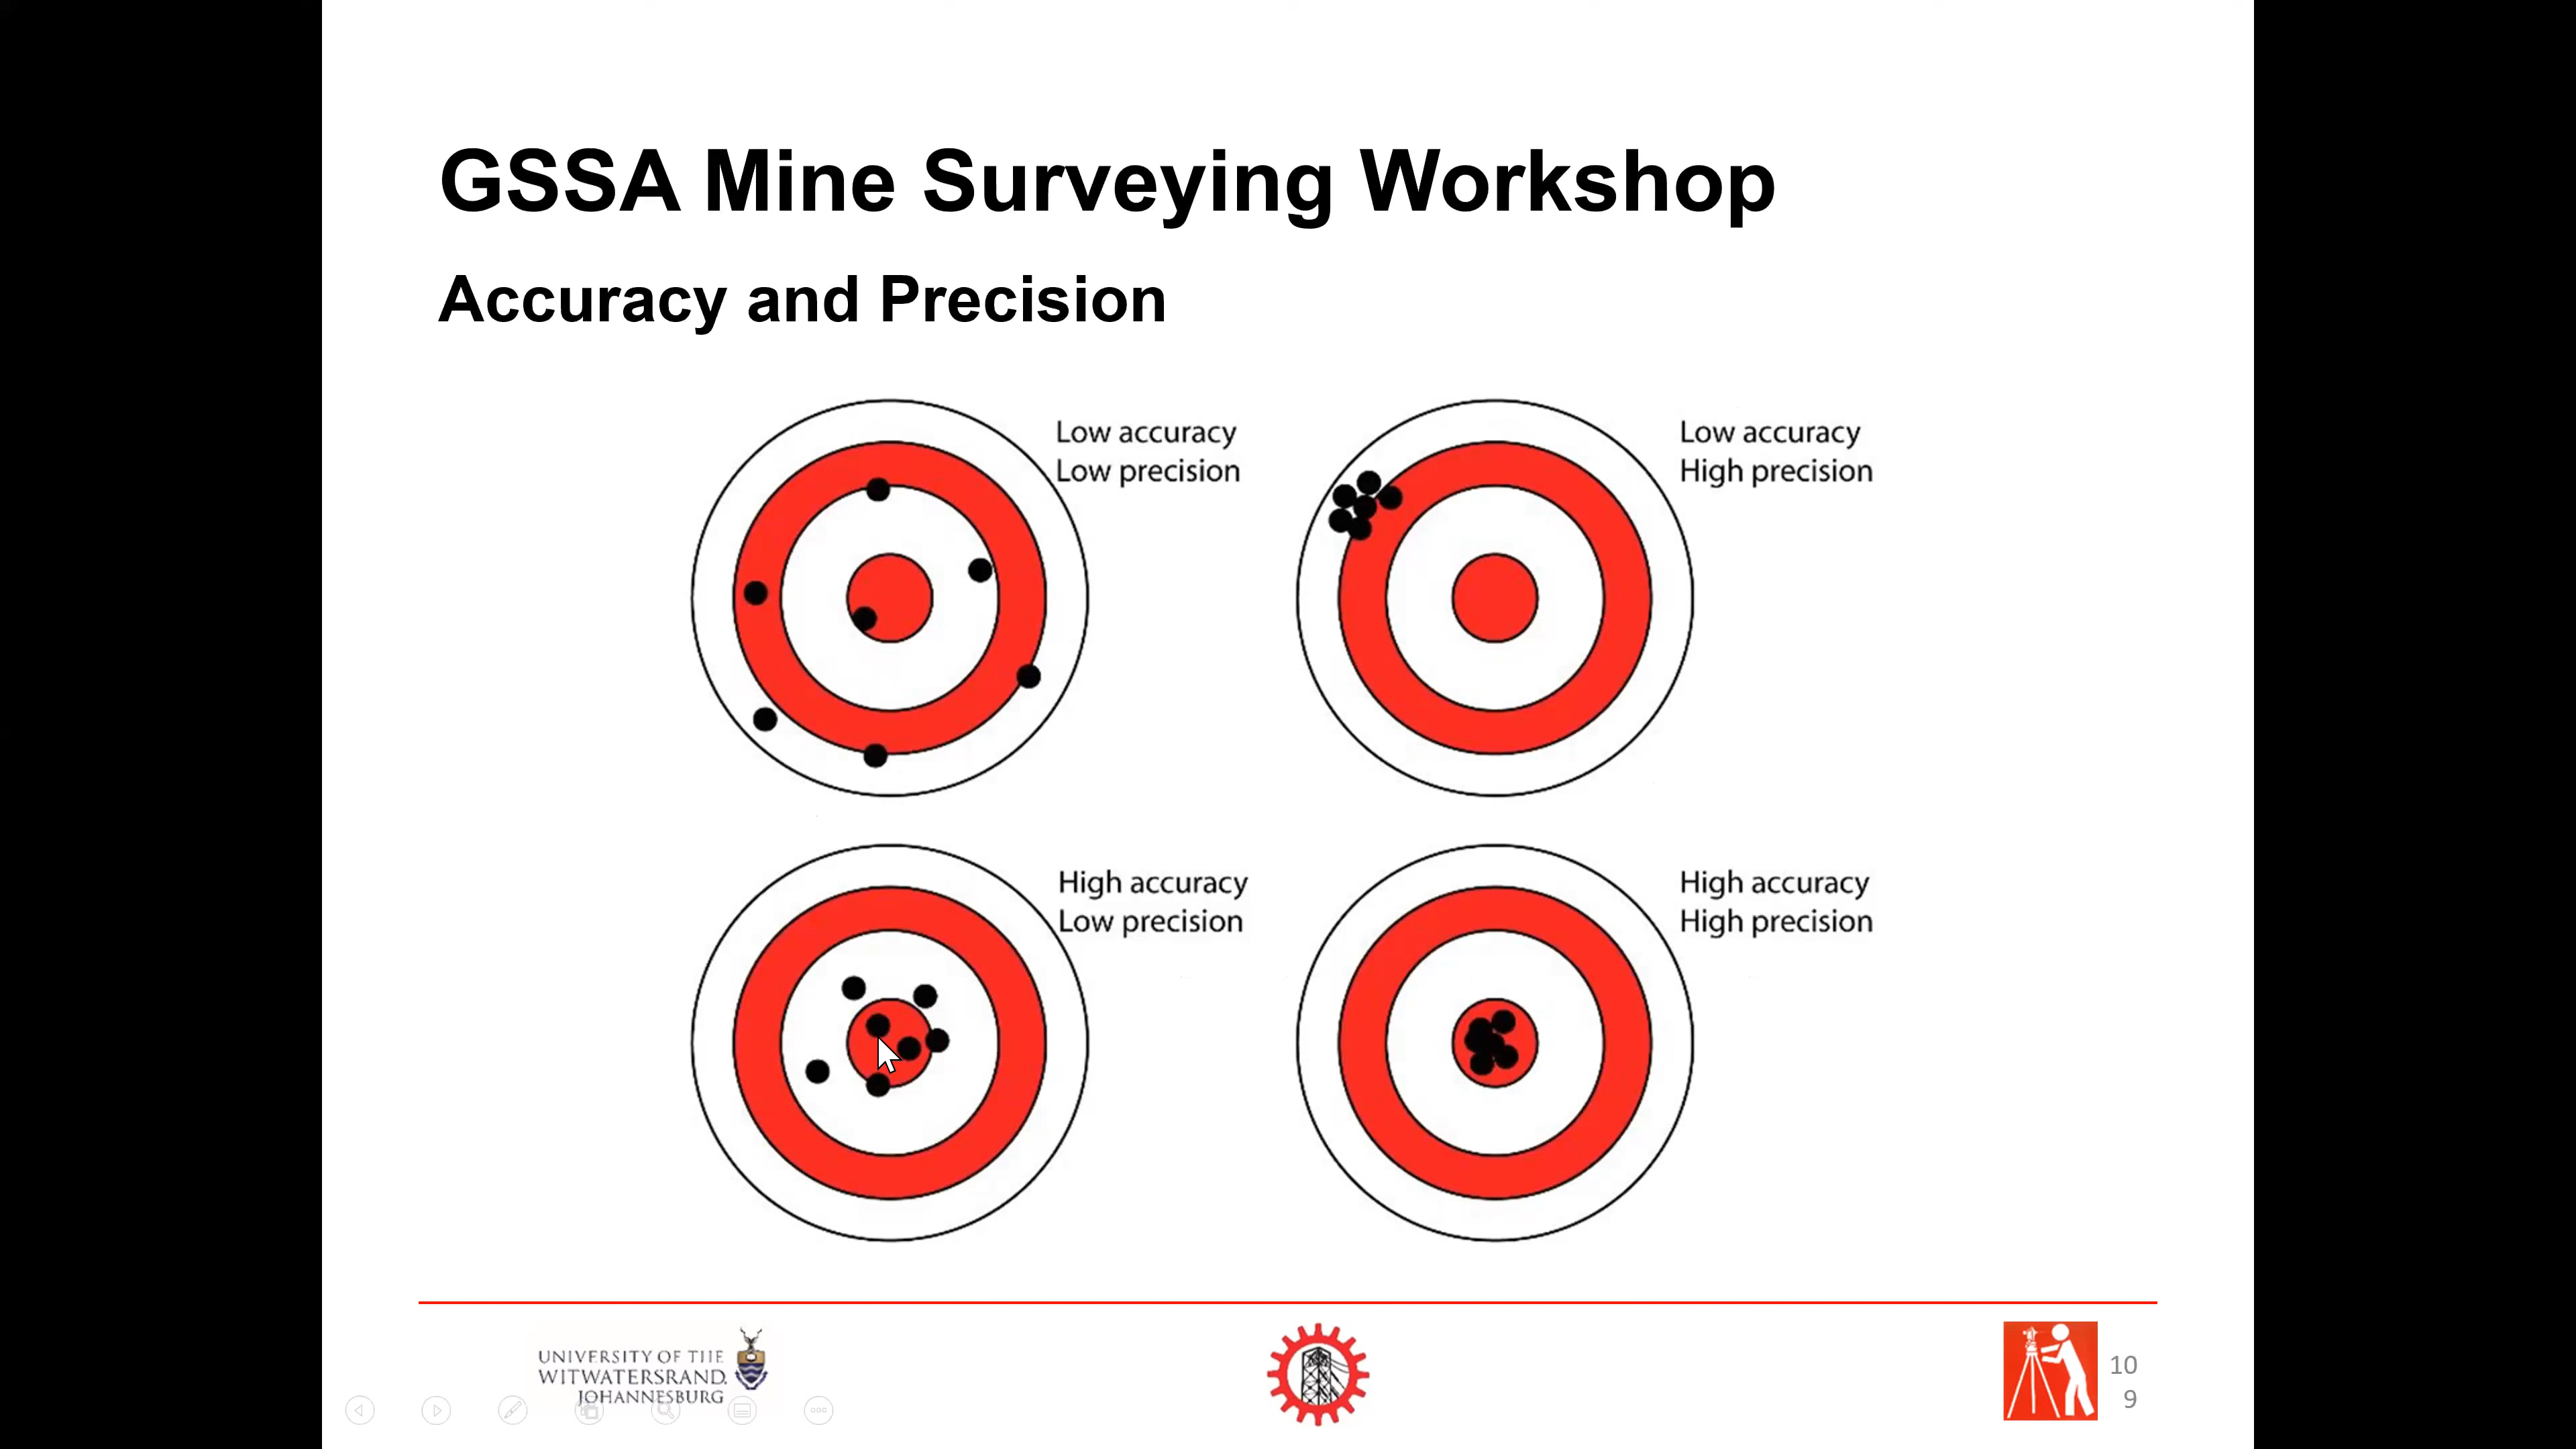 GSSA Mine Surveying Workshop
Accuracy and Precision
Low accuracy
Low precision
Low accuracy
High precision
High accuracy
Low precision
High accuracy
High precision
UNIVERSITY OF THE
WITWATERSRAND,
JOHANNESBURG
10
9